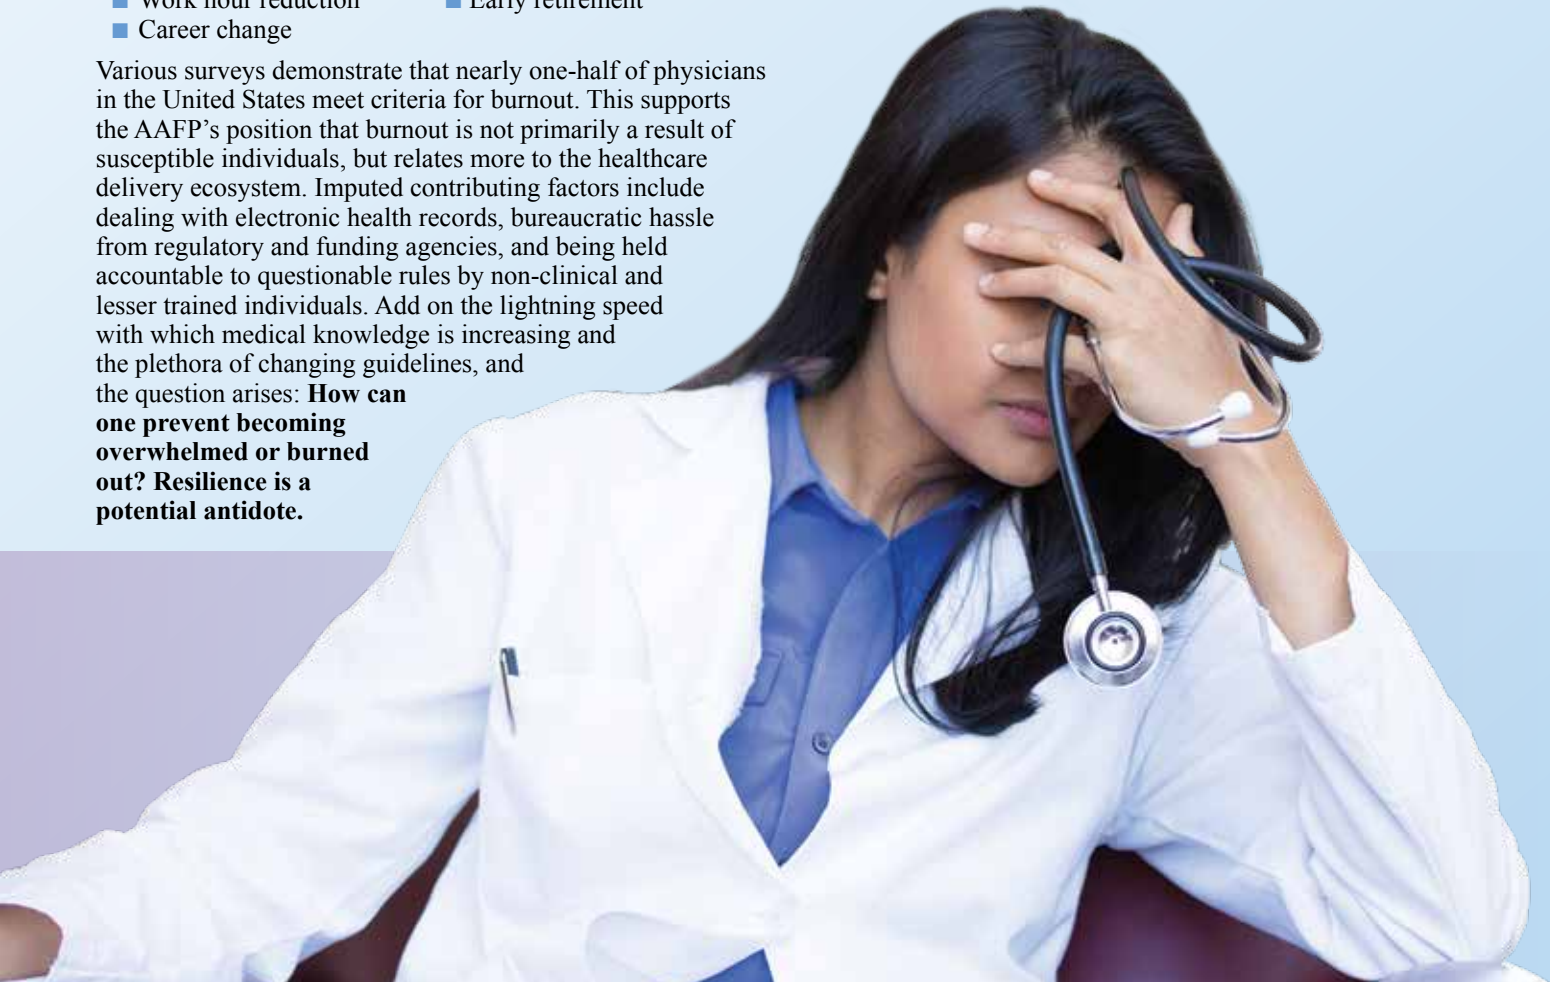 Work hour reduction Early retirement
Career change
Various surveys demonstrate that nearly one-half of physicians
in the United States meet criteria for burnout. This supports
the AAFP’s position that burnout is not primarily a result of
susceptible individuals, but relates more to the healthcare
delivery ecosystem. Imputed contributing factors include
dealing with electronic health records, bureaucratic hassle
from regulatory and funding agencies, and being held
accountable to questionable rules by non-clinical and
lesser trained individuals. Add on the lightning speed
with which medical knowledge is increasing and
the plethora of changing guidelines, and
the question arises: How can
one prevent becoming
overwhelmed or burned
out? Resilience is a
potential antidote.